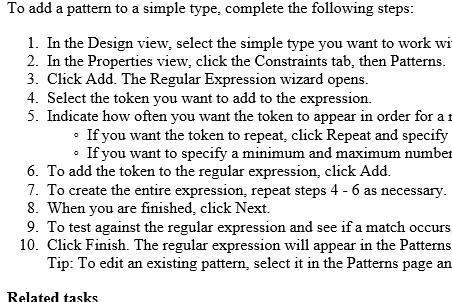 To add a pattern to a simple type, complete the following steps:
1. In the Design view, select the simple type you want to work
2. In the Properties view, click the Constraints tab, then Patterns.
3. Click Add. The Regular Expression wizard opens.
4. Select the token you want to add to the expression.
5. Indicate how often you want the token to appear in order for a
◦ If you want the token to repeat, click Repeat and specify
◦ If you want to specify a minimum and maximum number
6. To add the token to the regular expression, click Add.
7. To create the entire expression, repeat steps 4 - 6 as necessary.
8. When you are finished, click Next.
9. To test against the regular expression and see if a match occurs
10. Click Finish. The regular expression will appear in the Patterns
Tip: To edit an existing pattern, select it in the Patterns page an
Related tasks